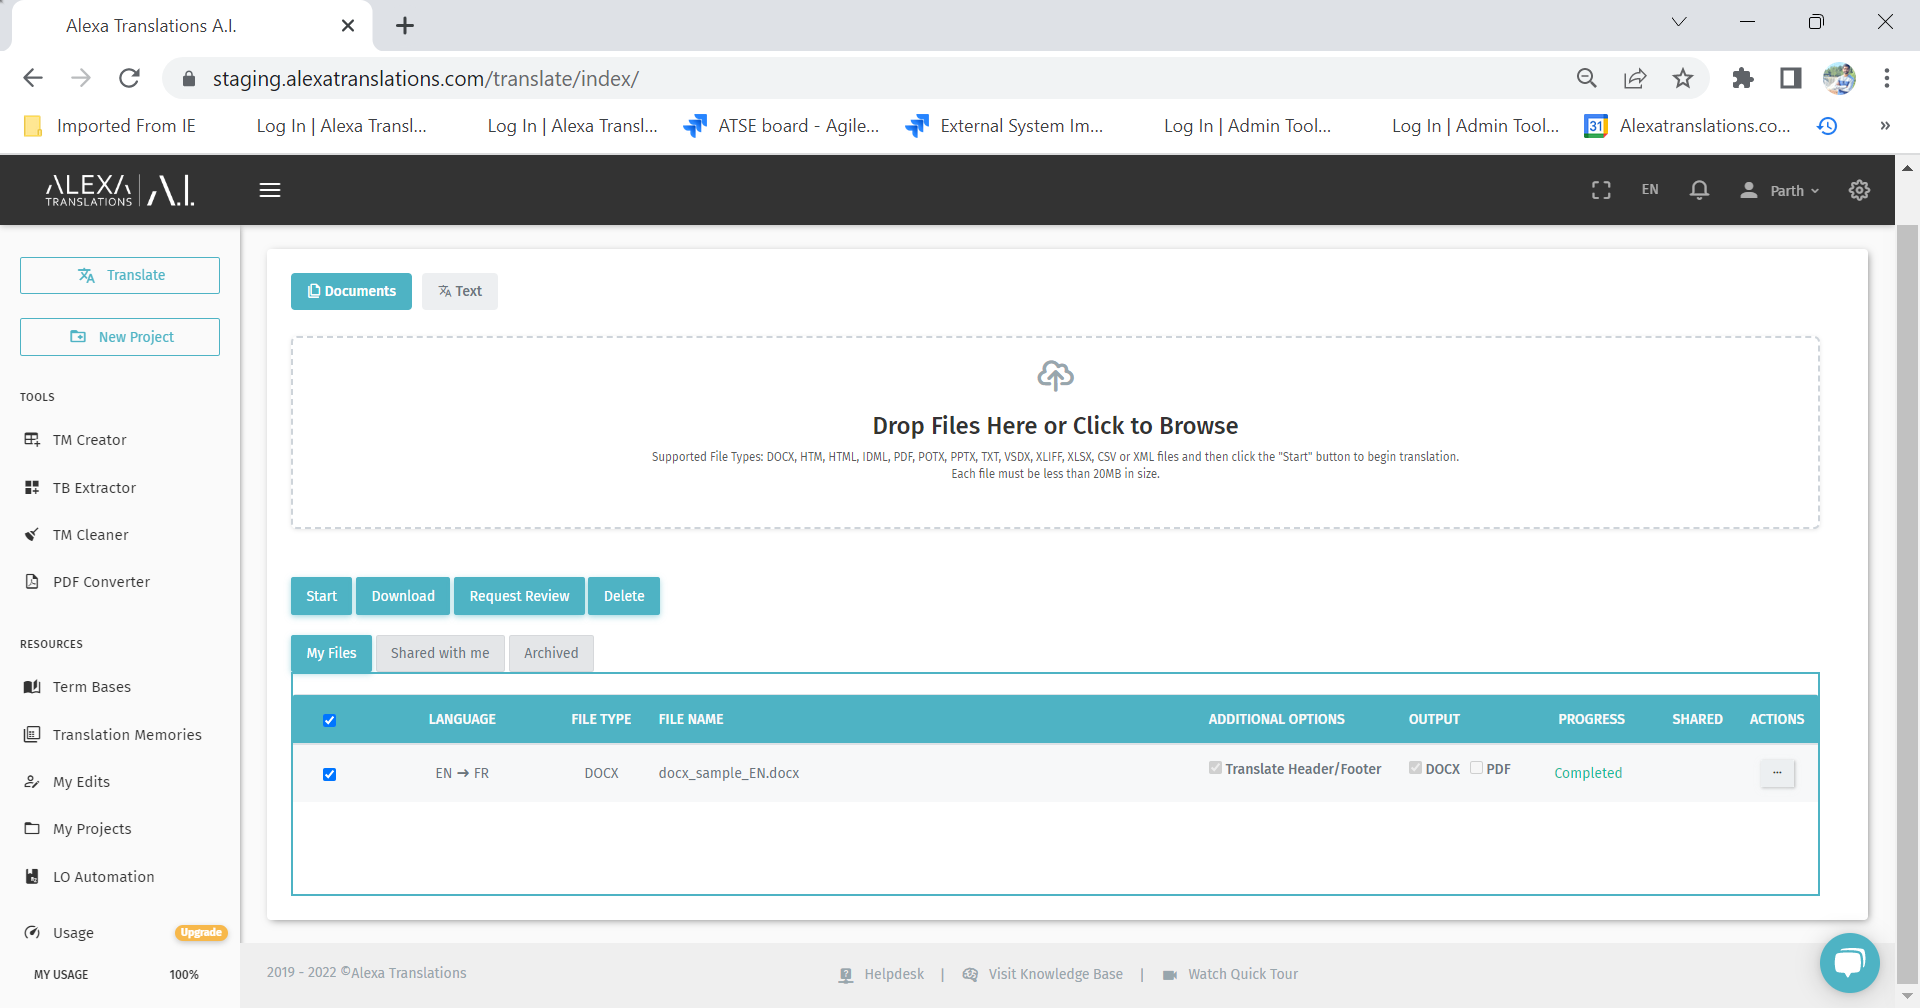 Alexa Translations A.I.
staging.alexatranslations.com/translate/index/
Imported From IE
Log In | Alexa Transl...
Log In | Alexa Transl...
ATSE board - Agile...
External System Im...
Log In | Admin Tool...
Log In | Admin Tool...
31
Alexatranslations.co...
»
ALEXA TRANSLATIONS | A.I.
EN
Parth
Translate
New Project
TOOLS
TM Creator
TB Extractor
TM Cleaner
PDF Converter
RESOURCES
Term Bases
Translation Memories
My Edits
My Projects
LO Automation
Usage
Upgrade
MY USAGE 100%
Documents
Text
Drop Files Here or Click to Browse
Supported File Types: DOCX, HTM, HTML, IDML, PDF, POTX, PPTX, TXT, VSDX, XLIFF, XLSX, CSV or XML files and then click the "Start" button to begin translation.
Each file must be less than 20MB in size.
Start
Download
Request Review
Delete
My Files
Shared with me
Archived
LANGUAGE FILE TYPE FILE NAME ADDITIONAL OPTIONS OUTPUT PROGRESS SHARED ACTIONS
EN → FR DOCX docx_sample_EN.docx Translate Header/Footer DOCX PDF Completed ...
2019 - 2022 ©Alexa Translations
Helpdesk | Visit Knowledge Base | Watch Quick Tour